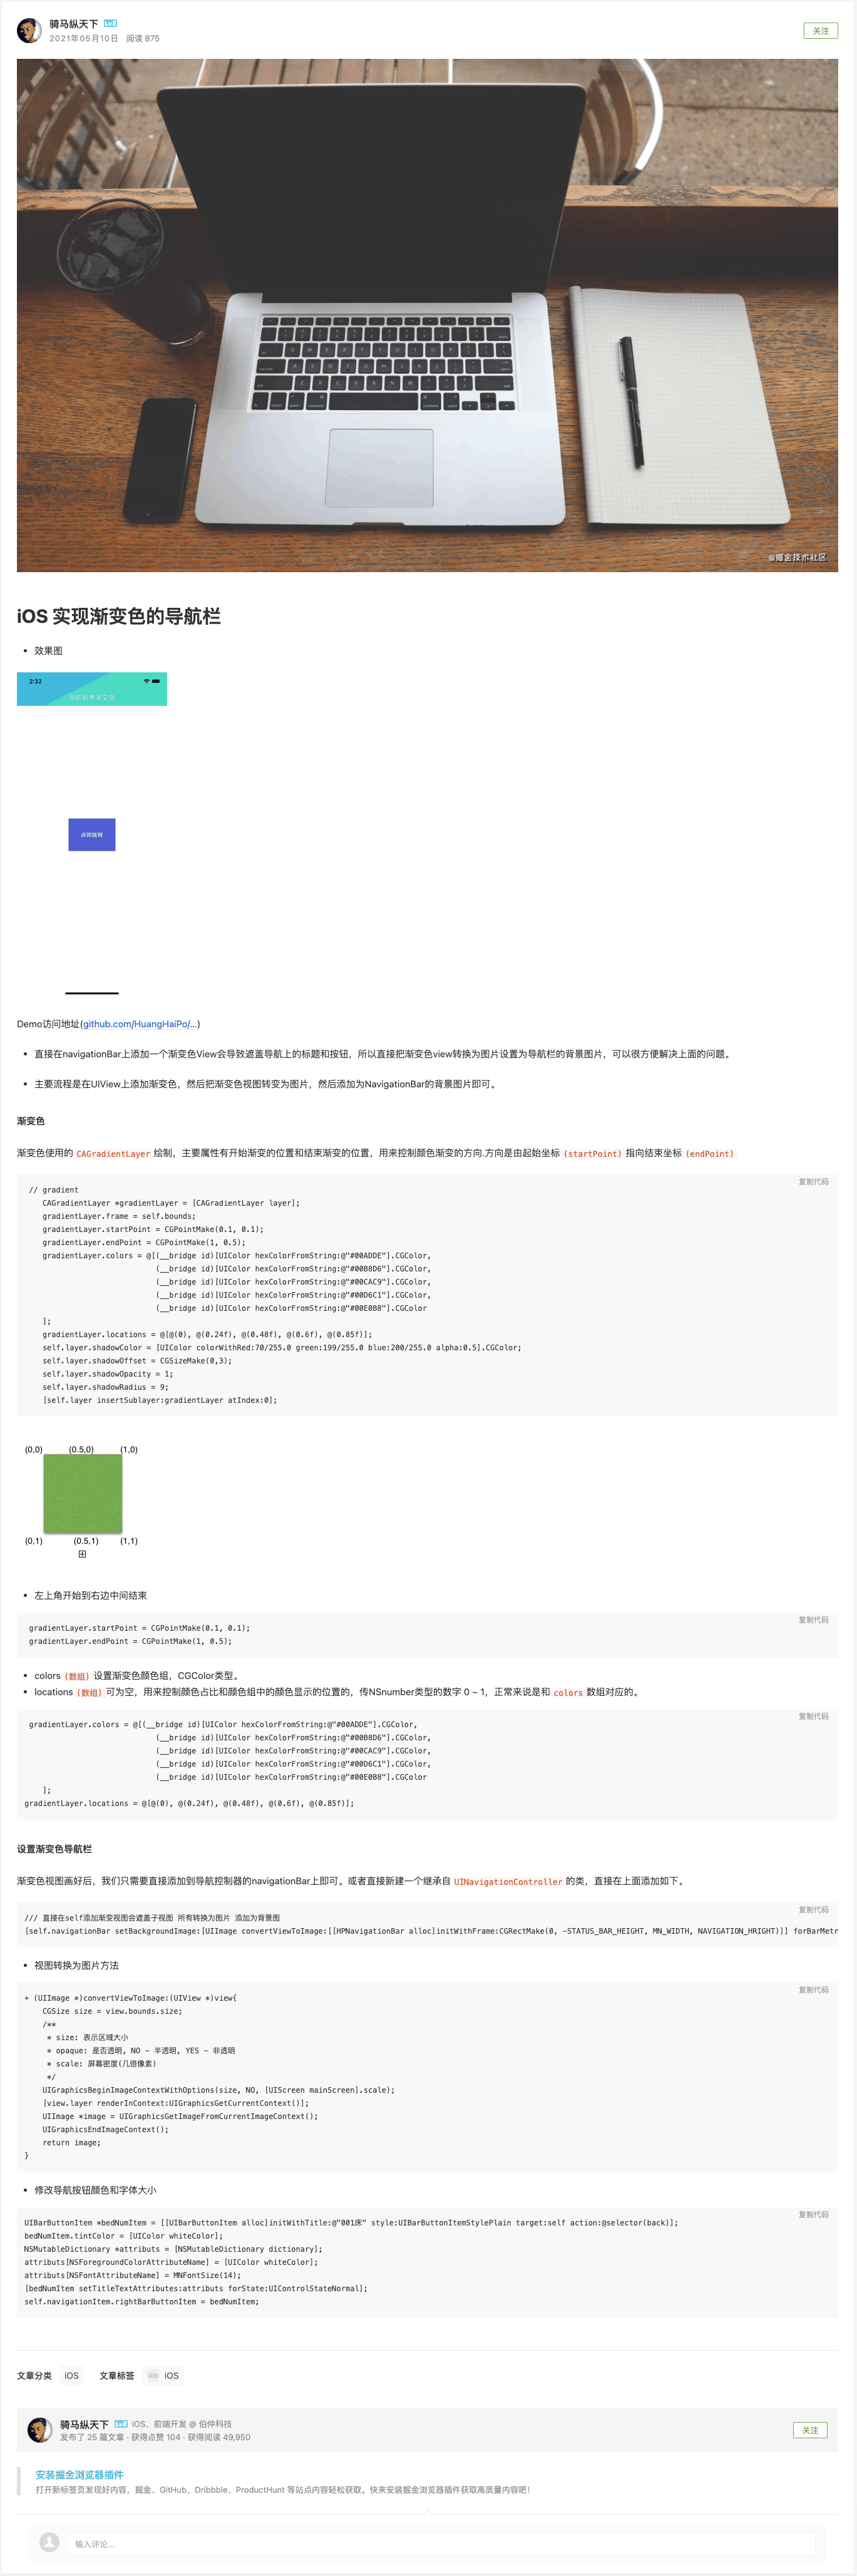 骑马纵天下
2021年05月10日 阅读 875
关注
@掘金技术社区
iOS 实现渐变色的导航栏
效果图
2:32
点我跳转
Demo访问地址(github.com/HuangHaiPo/...)
直接在navigationBar上添加一个渐变色View会导致遮盖导航上的标题和按钮，所以直接把渐变色view转换为图片设置为导航栏的背景图片，可以很方便解决上面的问题。
主要流程是在UIView上添加渐变色，然后把渐变色视图转变为图片，然后添加为NavigationBar的背景图片即可。
渐变色
渐变色使用的 CAGradientLayer 绘制，主要属性有开始渐变的位置和结束渐变的位置，用来控制颜色渐变的方向.方向是由起始坐标 (startPoint) 指向结束坐标 (endPoint)
复制代码
// gradient
CAGradientLayer *gradientLayer = [CAGradientLayer layer];
gradientLayer.frame = self.bounds;
gradientLayer.startPoint = CGPointMake(0.1, 0.1);
gradientLayer.endPoint = CGPointMake(1, 0.5);
gradientLayer.colors = @[(__bridge id)[UIColor hexColorFromString:@"#00ADDE"].CGColor,
(__bridge id)[UIColor hexColorFromString:@"#00B8D6"].CGColor,
(__bridge id)[UIColor hexColorFromString:@"#00CAC9"].CGColor,
(__bridge id)[UIColor hexColorFromString:@"#00D6C1"].CGColor,
(__bridge id)[UIColor hexColorFromString:@"#00E0B8"].CGColor
];
gradientLayer.locations = @[@(0), @(0.24f), @(0.48f), @(0.6f), @(0.85f)];
self.layer.shadowColor = [UIColor colorWithRed:70/255.0 green:199/255.0 blue:200/255.0 alpha:0.5].CGColor;
self.layer.shadowOffset = CGSizeMake(0,3);
self.layer.shadowOpacity = 1;
self.layer.shadowRadius = 9;
[self.layer insertSublayer:gradientLayer atIndex:0];
(0,0) (0.5,0) (1,0)
(0,1) (0.5,1) (1,1)
左上角开始到右边中间结束
复制代码
gradientLayer.startPoint = CGPointMake(0.1, 0.1);
gradientLayer.endPoint = CGPointMake(1, 0.5);
colors (数组) 设置渐变色颜色组，CGColor类型。
locations (数组) 可为空，用来控制颜色占比和颜色组中的颜色显示的位置的，传NSnumber类型的数字 0 ~ 1，正常来说是和 colors 数组对应的。
复制代码
gradientLayer.colors = @[(__bridge id)[UIColor hexColorFromString:@"#00ADDE"].CGColor,
(__bridge id)[UIColor hexColorFromString:@"#00B8D6"].CGColor,
(__bridge id)[UIColor hexColorFromString:@"#00CAC9"].CGColor,
(__bridge id)[UIColor hexColorFromString:@"#00D6C1"].CGColor,
(__bridge id)[UIColor hexColorFromString:@"#00E0B8"].CGColor
];
gradientLayer.locations = @[@(0), @(0.24f), @(0.48f), @(0.6f), @(0.85f)];
设置渐变色导航栏
渐变色视图画好后，我们只需要直接添加到导航控制器的navigationBar上即可。或者直接新建一个继承自 UINavigationController 的类，直接在上面添加如下。
复制代码
/// 直接在self添加渐变视图会遮盖子视图 所有转换为图片 添加为背景图
[self.navigationBar setBackgroundImage:[UIImage convertViewToImage:[[HPNavigationBar alloc]initWithFrame:CGRectMake(0, -STATUS_BAR_HEIGHT, MN_WIDTH, NAVIGATION_HRIGHT)]] forBarMetr
视图转换为图片方法
复制代码
+ (UIImage *)convertViewToImage:(UIView *)view{
CGSize size = view.bounds.size;
/**
* size: 表示区域大小
* opaque: 是否透明, NO - 半透明, YES - 非透明
* scale: 屏幕密度(几倍像素)
*/
UIGraphicsBeginImageContextWithOptions(size, NO, [UIScreen mainScreen].scale);
[view.layer renderInContext:UIGraphicsGetCurrentContext()];
UIImage *image = UIGraphicsGetImageFromCurrentImageContext();
UIGraphicsEndImageContext();
return image;
}
修改导航按钮颜色和字体大小
复制代码
UIBarButtonItem *bedNumItem = [[UIBarButtonItem alloc]initWithTitle:@"001床" style:UIBarButtonItemStylePlain target:self action:@selector(back)];
bedNumItem.tintColor = [UIColor whiteColor];
NSMutableDictionary *attributs = [NSMutableDictionary dictionary];
attributs[NSForegroundColorAttributeName] = [UIColor whiteColor];
attributs[NSFontAttributeName] = MNFontSize(14);
[bedNumItem setTitleTextAttributes:attributs forState:UIControlStateNormal];
self.navigationItem.rightBarButtonItem = bedNumItem;
文章分类 iOS 文章标签 iOS
骑马纵天下 iOS、前端开发 @ 伯仲科技
发布了 25 篇文章 · 获得点赞 104 · 获得阅读 49,950
关注
安装掘金浏览器插件
打开新标签页发现好内容，掘金、GitHub、Dribbble、ProductHunt 等站点内容轻松获取。快来安装掘金浏览器插件获取高质量内容吧！
输入评论...